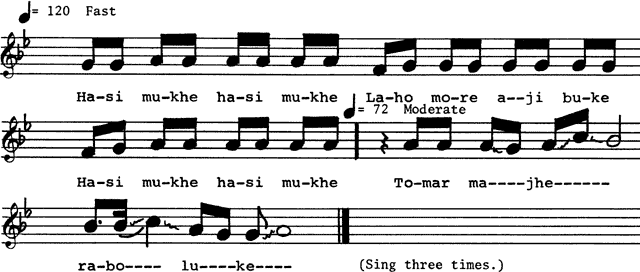 ♩= 120 Fast
Ha-si mu-khe ha-si mu-khe La-ho mo-re a--ji bu-ke
♩= 72 Moderate
Ha-si mu-khe ha-si mu-khe To-mar ma----jhe------
ra-bo---- lu----ke---- (Sing three times.)